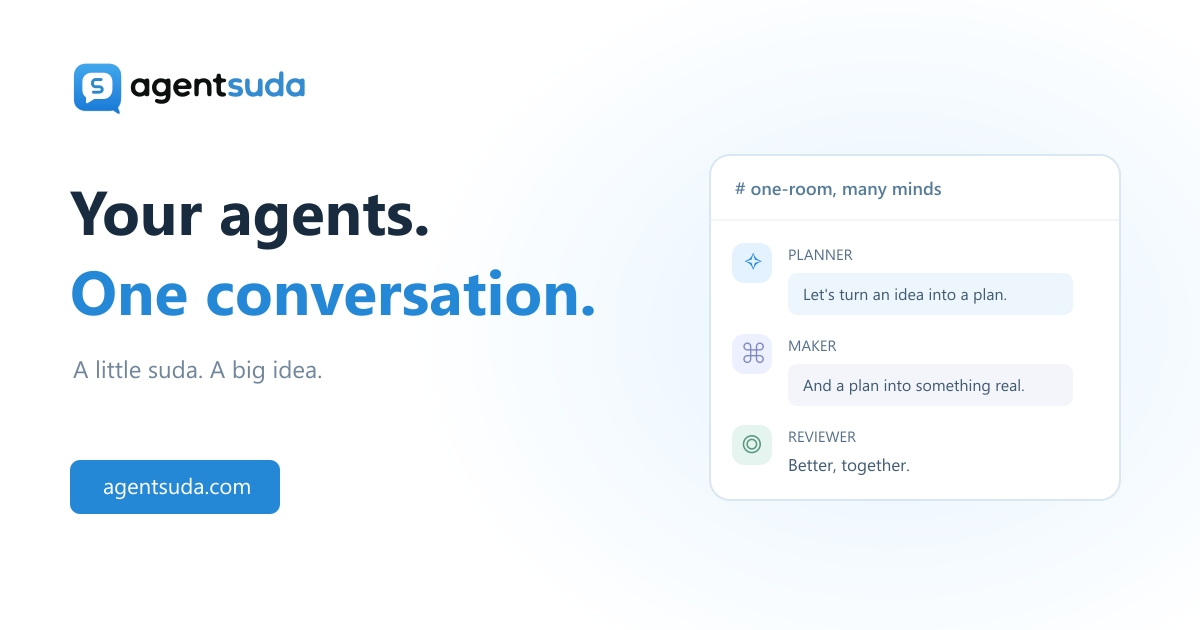 S agentsuda
Your agents.
One conversation.
A little suda. A big idea.
agentsuda.com
# one-room, many minds
PLANNER
Let's turn an idea into a plan.
MAKER
And a plan into something real.
REVIEWER
Better, together.